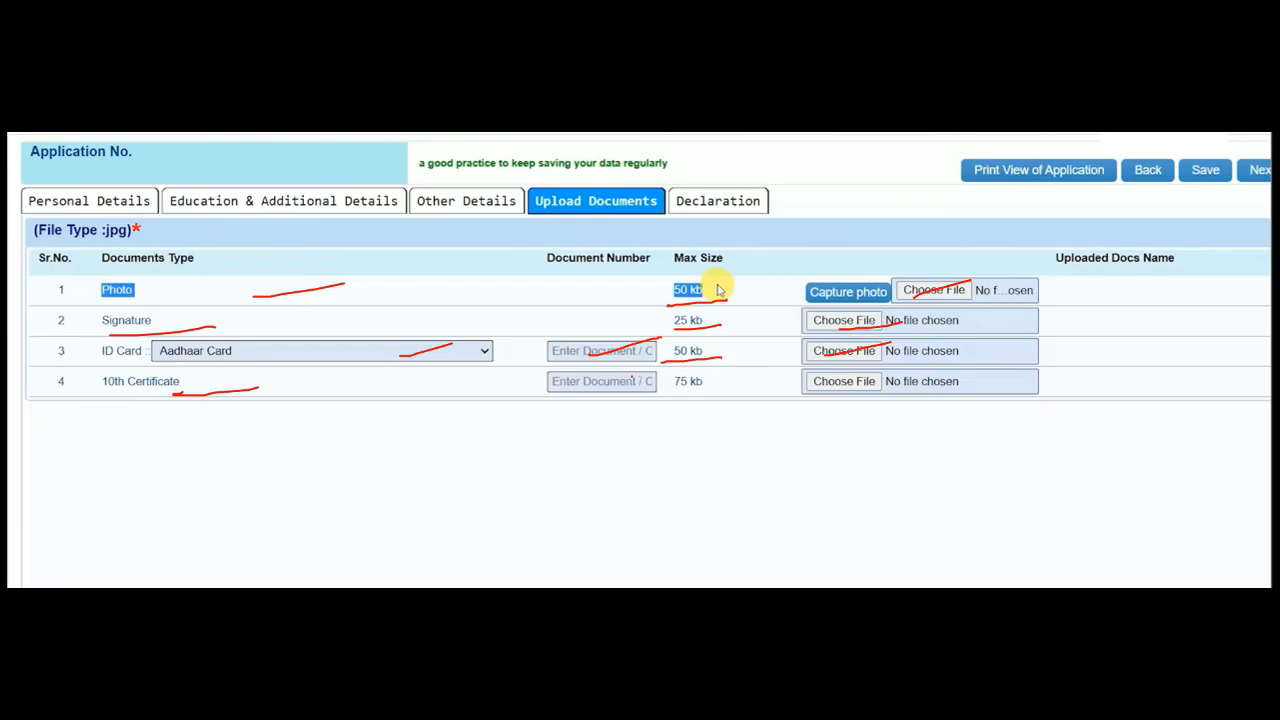 Application No.
a good practice to keep saving your data regularly
Print View of Application Back Save Nex
Personal Details Education & Additional Details Other Details Upload Documents Declaration
(File Type :jpg)*
Sr.No. Documents Type Document Number Max Size Uploaded Docs Name
1 Photo 50 kb Capture photo Choose File No f...osen
2 Signature 25 kb Choose File No file chosen
3 ID Card : Aadhaar Card Enter Document / C 50 kb Choose File No file chosen
4 10th Certificate Enter Document / C 75 kb Choose File No file chosen